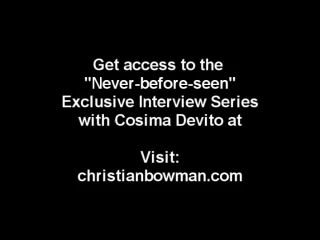 Get access to the
"Never-before-seen"
Exclusive Interview Series
with Cosima Devito at
Visit:
christianbowman.com